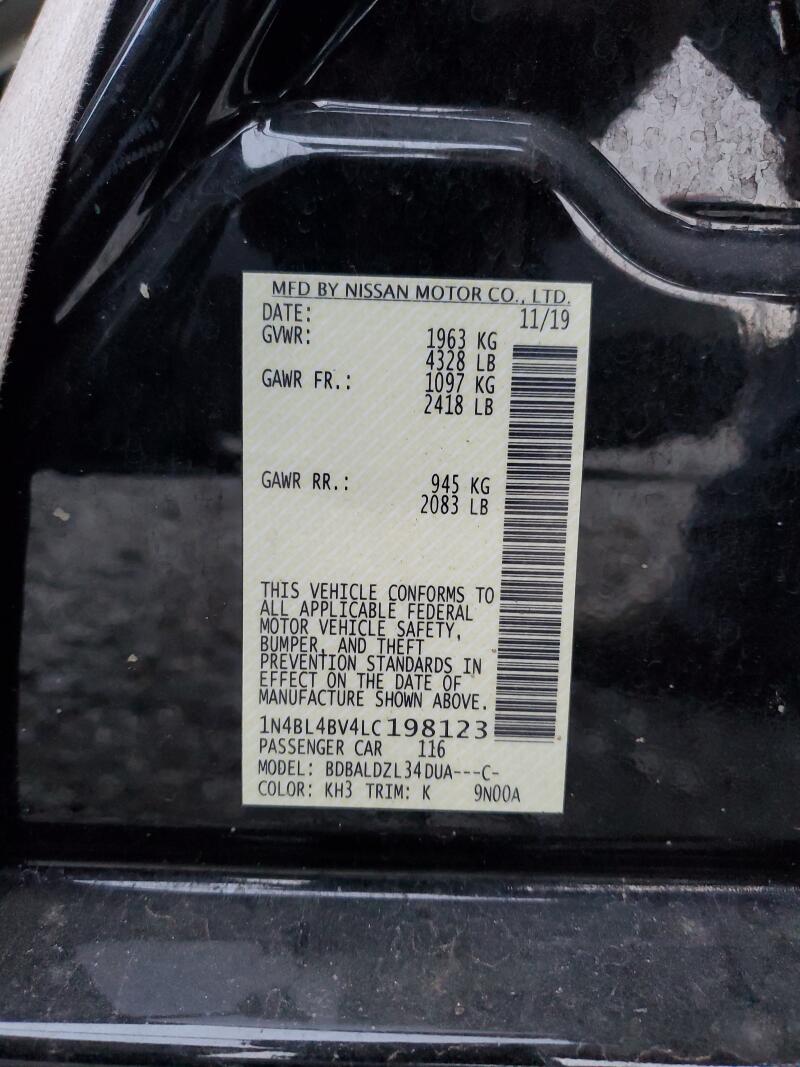 MFD BY NISSAN MOTOR CO., LTD.
DATE: 11/19
GVWR: 1963 KG
4328 LB
GAWR FR.: 1097 KG
2418 LB
GAWR RR.: 945 KG
2083 LB
THIS VEHICLE CONFORMS TO
ALL APPLICABLE FEDERAL
MOTOR VEHICLE SAFETY,
BUMPER, AND THEFT
PREVENTION STANDARDS IN
EFFECT ON THE DATE OF
MANUFACTURE SHOWN ABOVE.
1N4BL4BV4LC198123
PASSENGER CAR 116
MODEL: BDBALDZL34DUA---C-
COLOR: KH3 TRIM: K 9N00A